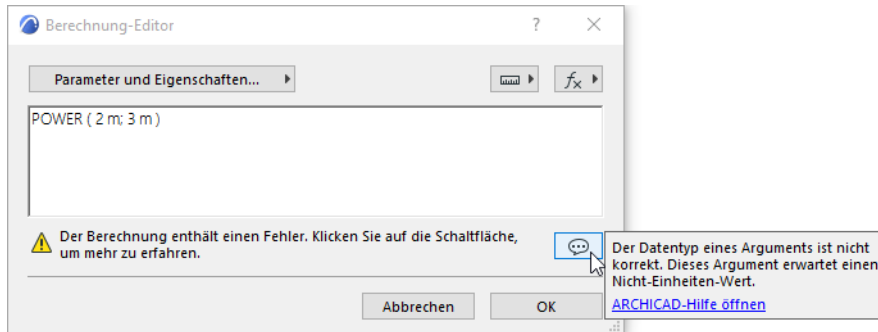 Berechnung-Editor
Parameter und Eigenschaften...
POWER ( 2 m; 3 m )
Der Berechnung enthält einen Fehler. Klicken Sie auf die Schaltfläche,
um mehr zu erfahren.
Der Datentyp eines Arguments ist nicht
korrekt. Dieses Argument erwartet einen
Nicht-Einheiten-Wert.
ARCHICAD-Hilfe öffnen
Abbrechen
OK